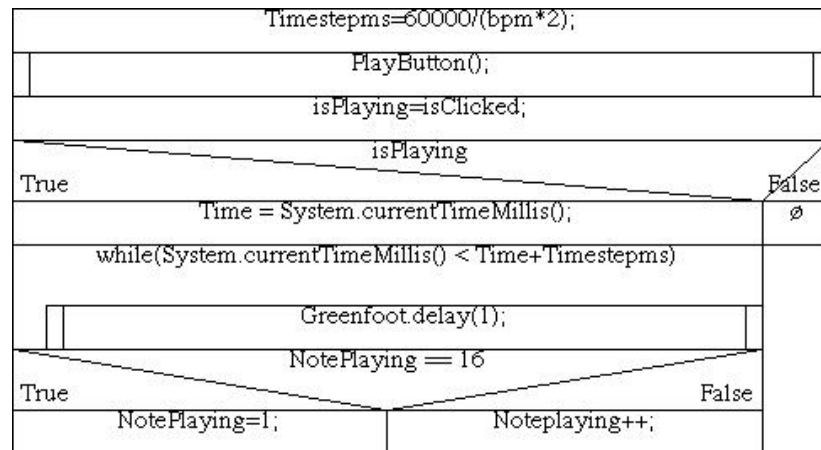 Timestepms=60000/(bpm*2);
PlayButton();
isPlaying=isClicked;
isPlaying
True False
Time = System.currentTimeMillis(); ø
while(System.currentTimeMillis() < Time+Timestepms)
Greenfoot.delay(1);
NotePlaying == 16
True False
NotePlaying=1; Noteplaying++;